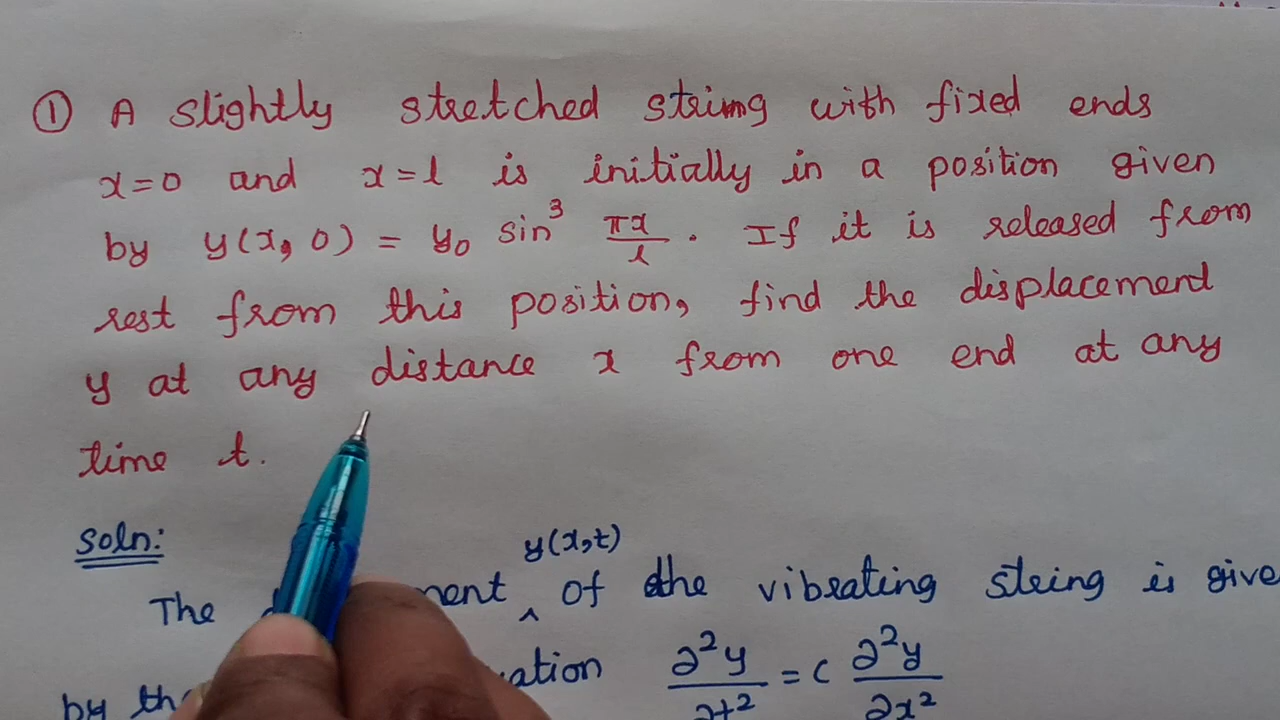 ① A slightly stretched string with fixed ends
x=0 and x=l is initially in a position given
by y(x, 0) = y₀ sin³ πx/l . If it is released from
rest from this position, find the displacement
y at any distance x from one end at any
time t.
Soln:
y(x,t)
The ment ^ of the vibrating string is give
by the ation ∂²y/∂t² = c ∂²y/∂x²